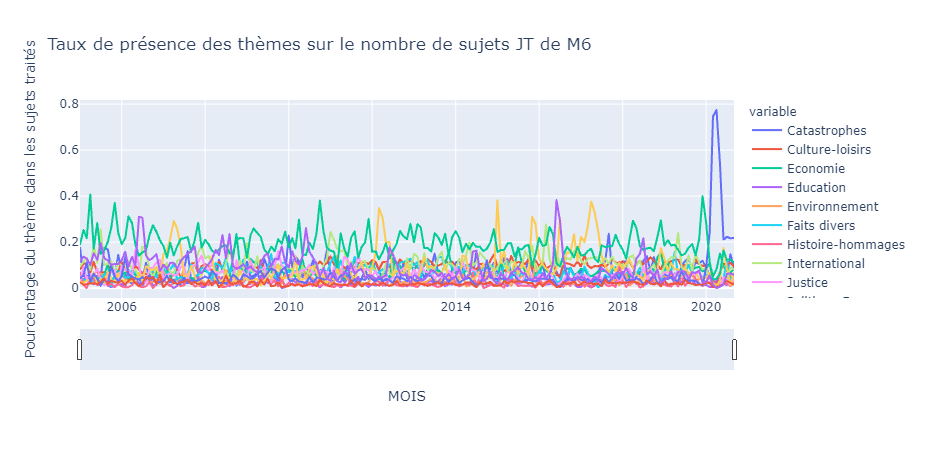 Taux de présence des thèmes sur le nombre de sujets JT de M6
Pourcentage du thème dans les sujets traités
0.8
0.6
0.4
0.2
0
2006 2008 2010 2012 2014 2016 2018 2020
MOIS
variable
Catastrophes
Culture-loisirs
Economie
Education
Environnement
Faits divers
Histoire-hommages
International
Justice